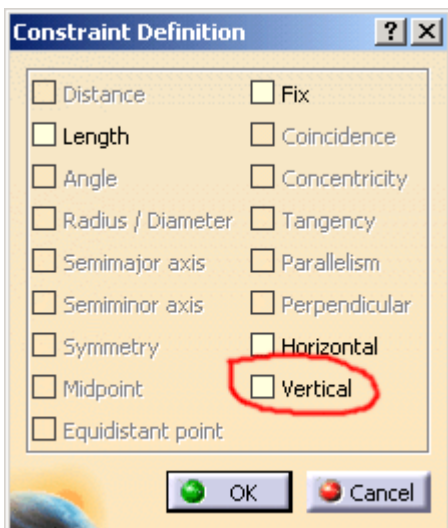 Constraint Definition ? X
Distance
Fix
Length
Coincidence
Angle
Concentricity
Radius / Diameter
Tangency
Semimajor axis
Parallelism
Semiminor axis
Perpendicular
Symmetry
Horizontal
Midpoint
Vertical
Equidistant point
OK
Cancel